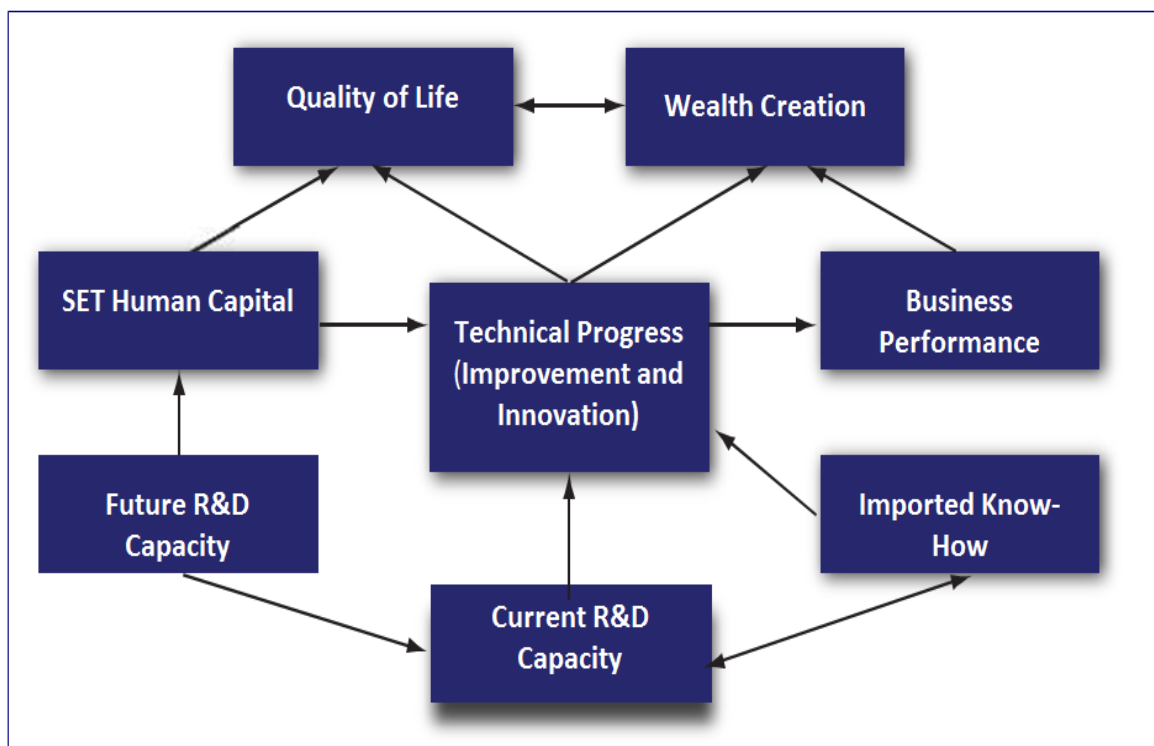 Quality of Life
Wealth Creation
SET Human Capital
Technical Progress
(Improvement and
Innovation)
Business
Performance
Future R&D
Capacity
Imported Know-
How
Current R&D
Capacity